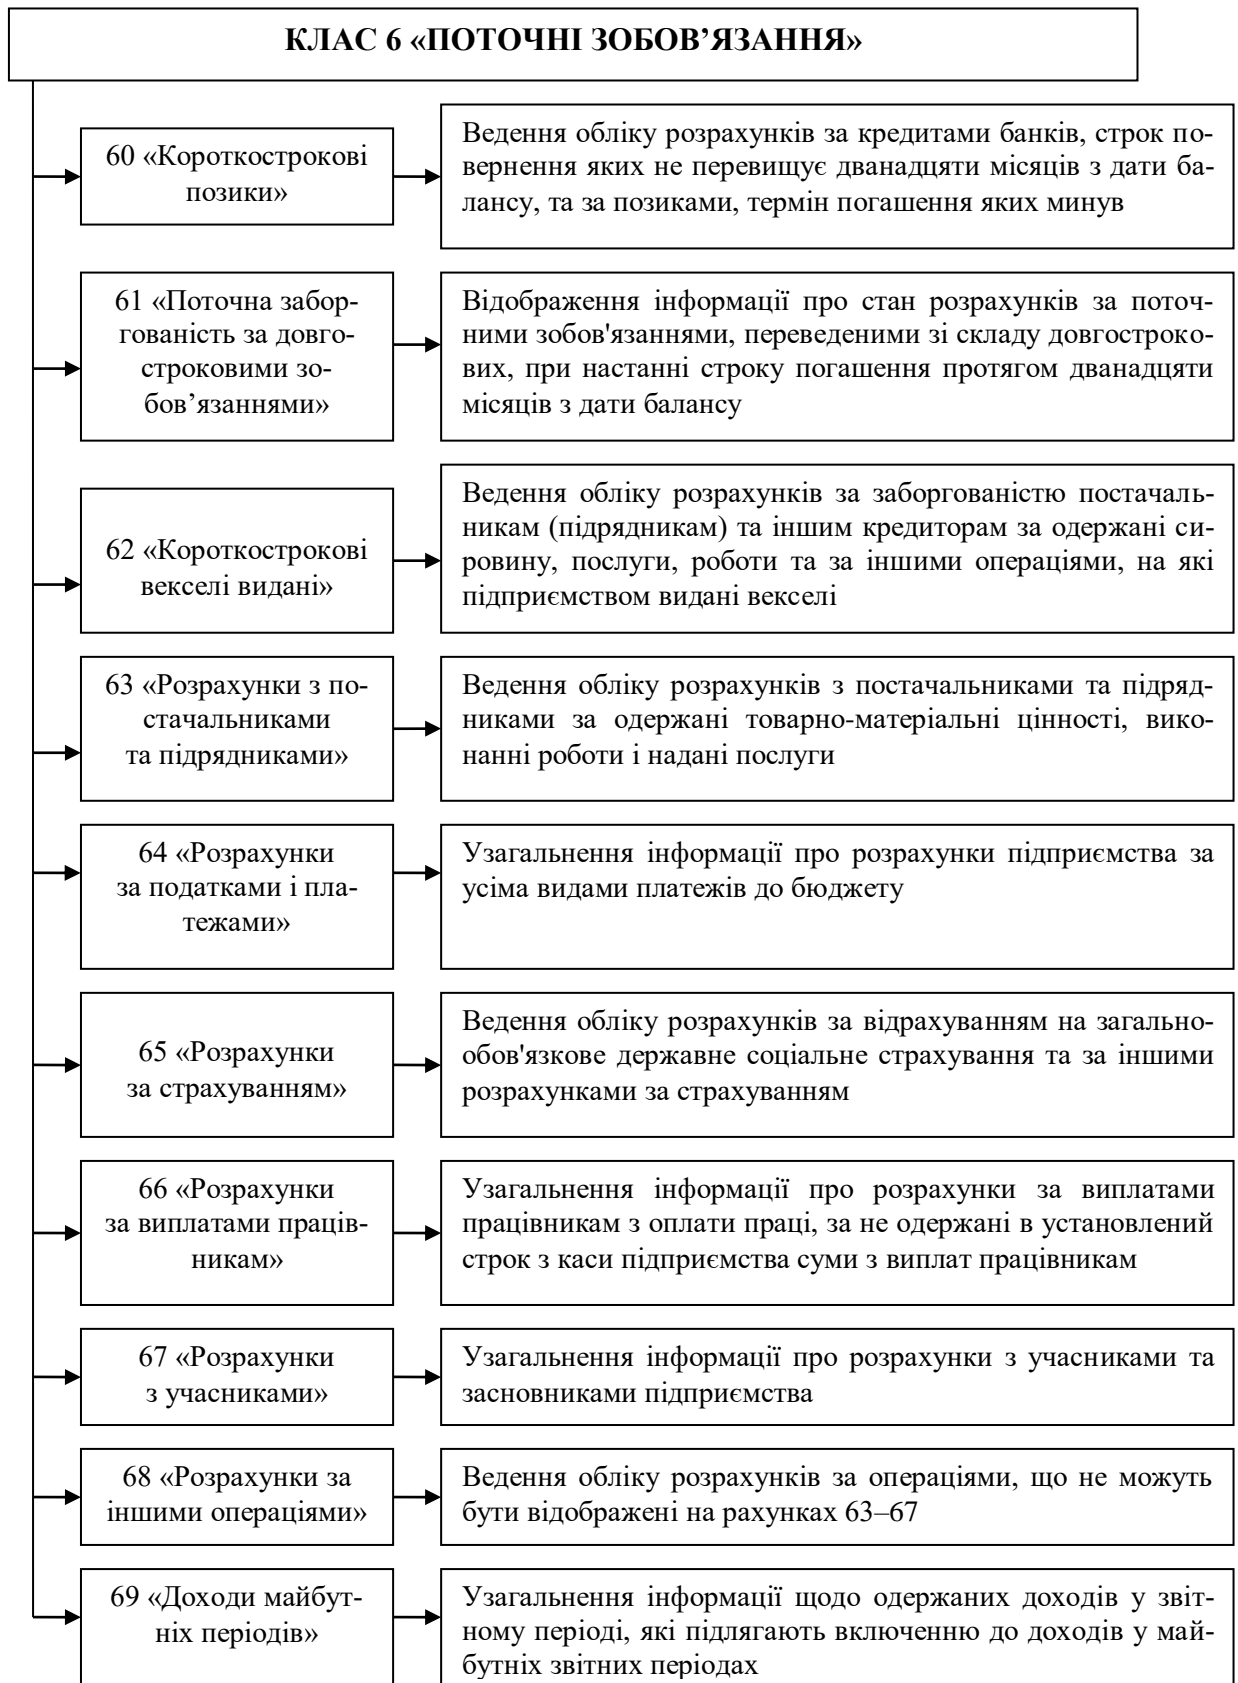 КЛАС 6 «ПОТОЧНІ ЗОБОВ’ЯЗАННЯ»
60 «Короткострокові
позики»
Ведення обліку розрахунків за кредитами банків, строк по-
вернення яких не перевищує дванадцяти місяців з дати ба-
лансу, та за позиками, термін погашення яких минув
61 «Поточна забор-
гованість за довго-
строковими зо-
бов’язаннями»
Відображення інформації про стан розрахунків за поточ-
ними зобов'язаннями, переведеними зі складу довгостроко-
вих, при настанні строку погашення протягом дванадцяти
місяців з дати балансу
62 «Короткострокові
векселі видані»
Ведення обліку розрахунків за заборгованістю постачаль-
никам (підрядникам) та іншим кредиторам за одержані си-
ровину, послуги, роботи та за іншими операціями, на які
підприємством видані векселі
63 «Розрахунки з по-
стачальниками
та підрядниками»
Ведення обліку розрахунків з постачальниками та підряд-
никами за одержані товарно-матеріальні цінності, вико-
нанні роботи і надані послуги
64 «Розрахунки
за податками і пла-
тежами»
Узагальнення інформації про розрахунки підприємства за
усіма видами платежів до бюджету
65 «Розрахунки
за страхуванням»
Ведення обліку розрахунків за відрахуванням на загально-
обов'язкове державне соціальне страхування та за іншими
розрахунками за страхуванням
66 «Розрахунки
за виплатами праців-
никам»
Узагальнення інформації про розрахунки за виплатами
працівникам з оплати праці, за не одержані в установлений
строк з каси підприємства суми з виплат працівникам
67 «Розрахунки
з учасниками»
Узагальнення інформації про розрахунки з учасниками та
засновниками підприємства
68 «Розрахунки за
іншими операціями»
Ведення обліку розрахунків за операціями, що не можуть
бути відображені на рахунках 63–67
69 «Доходи майбут-
ніх періодів»
Узагальнення інформації щодо одержаних доходів у звіт-
ному періоді, які підлягають включенню до доходів у май-
бутніх звітних періодах